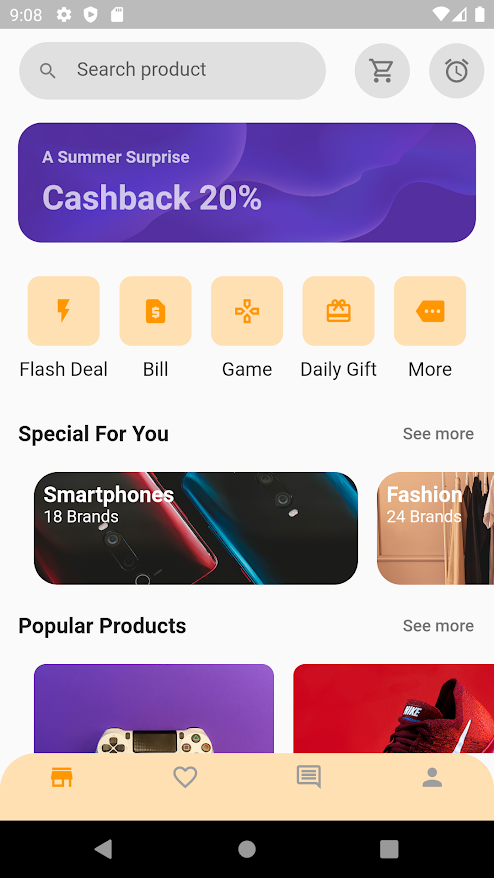 9:08
Search product
A Summer Surprise
Cashback 20%
Flash Deal Bill Game Daily Gift More
Special For You See more
Smartphones Fashion
18 Brands 24 Brands
Popular Products See more
NIKE